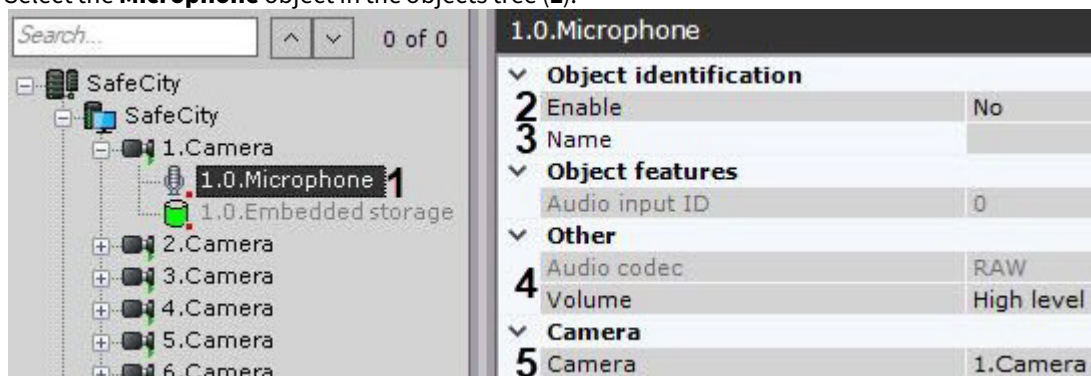 Select the Microphone object in the objects tree (1).
Search...
0 of 0
SafeCity
SafeCity
1.Camera
1.0.Microphone 1
1.0.Embedded storage
2.Camera
3.Camera
4.Camera
5.Camera
6.Camera
1.0.Microphone
Object identification
2 Enable No
3 Name
Object features
Audio input ID 0
Other
Audio codec RAW
4
Volume High level
Camera
5 Camera 1.Camera